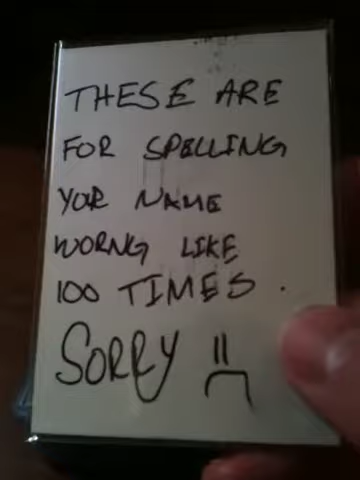 THESE ARE
FOR SPELLING
YOUR NAME
WORNG LIKE
100 TIMES.
SORRY